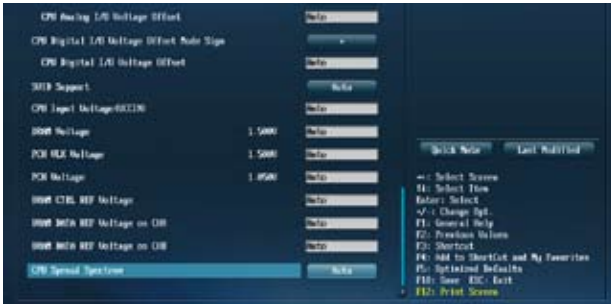 CPU Analog I/O Voltage Offset Auto
CPU Digital I/O Voltage Offset Mode Sign +
CPU Digital I/O Voltage Offset Auto
SVID Support Auto
CPU Input Voltage(VCCIN) Auto
DRAM Voltage 1.500V Auto
PCH VLX Voltage 1.500V Auto
PCH Voltage 1.050V Auto
DRAM CTRL REF Voltage Auto
DRAM DATA REF Voltage on CHA Auto
DRAM DATA REF Voltage on CHB Auto
CPU Spread Spectrum Auto
Quick Note Last Modified
→←: Select Screen
↑↓: Select Item
Enter: Select
+/-: Change Opt.
F1: General Help
F2: Previous Values
F3: Shortcut
F4: Add to ShortCut and My Favorites
F5: Optimized Defaults
F10: Save ESC: Exit
F12: Print Screen